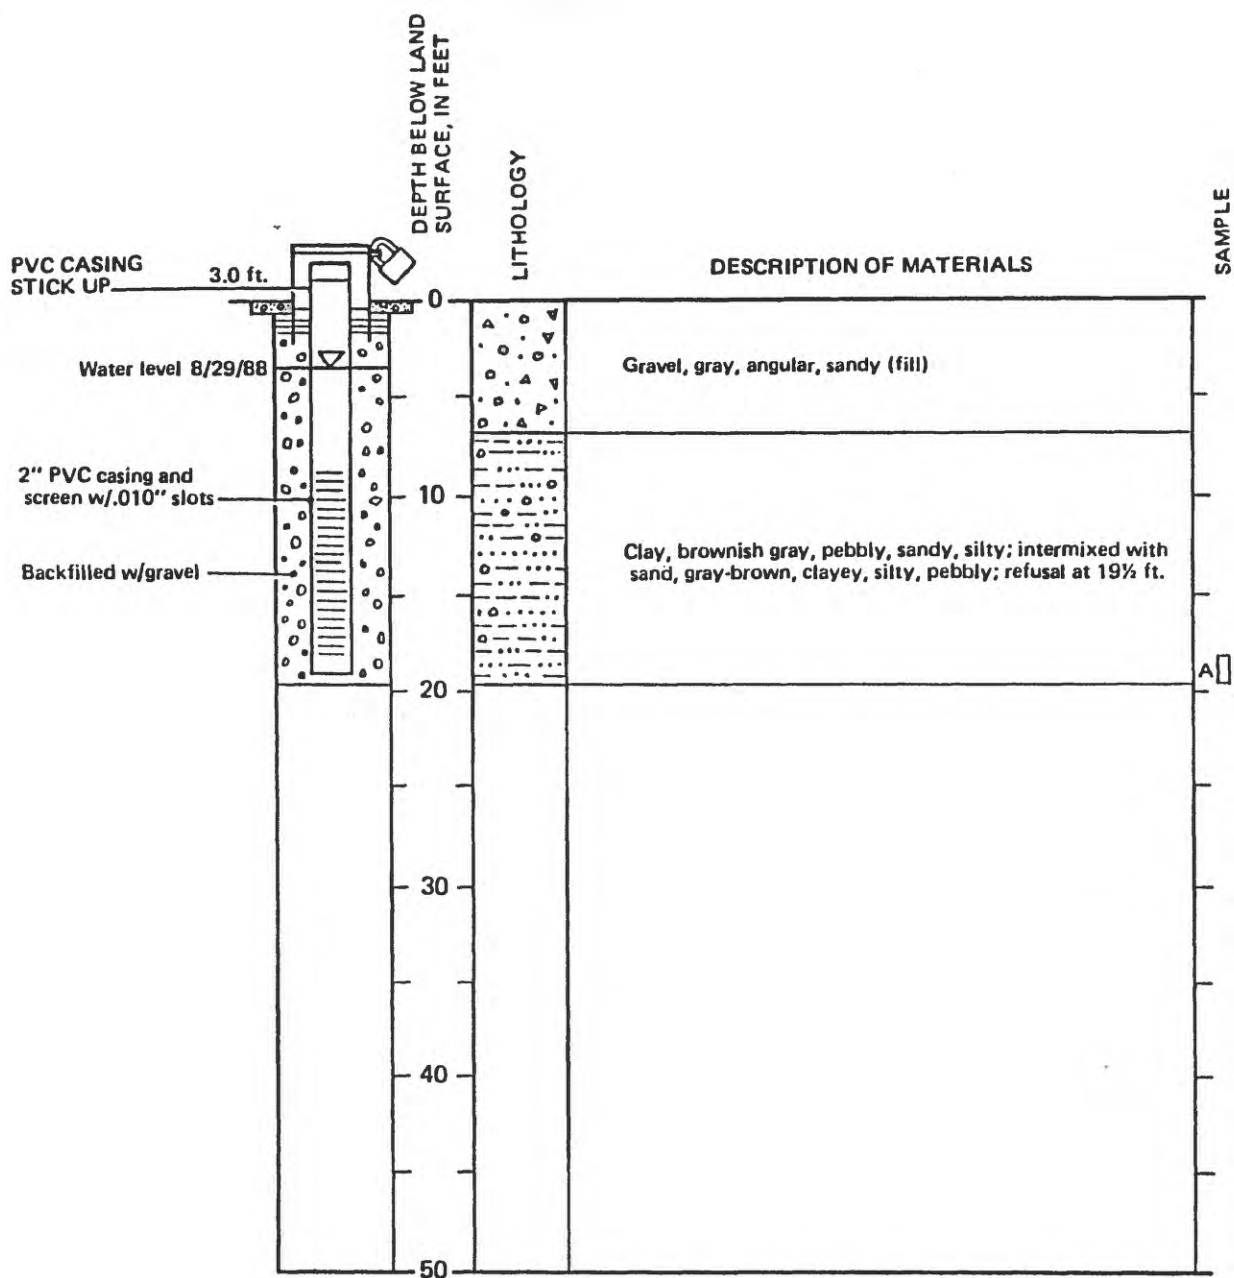 DEPTH BELOW LAND
SURFACE, IN FEET
LITHOLOGY
DESCRIPTION OF MATERIALS
SAMPLE
PVC CASING
STICK UP
3.0 ft.
0
Water level 8/29/88
Gravel, gray, angular, sandy (fill)
2" PVC casing and
screen w/.010" slots
10
Backfilled w/gravel
Clay, brownish gray, pebbly, sandy, silty; intermixed with
sand, gray-brown, clayey, silty, pebbly; refusal at 19½ ft.
A
20
30
40
50